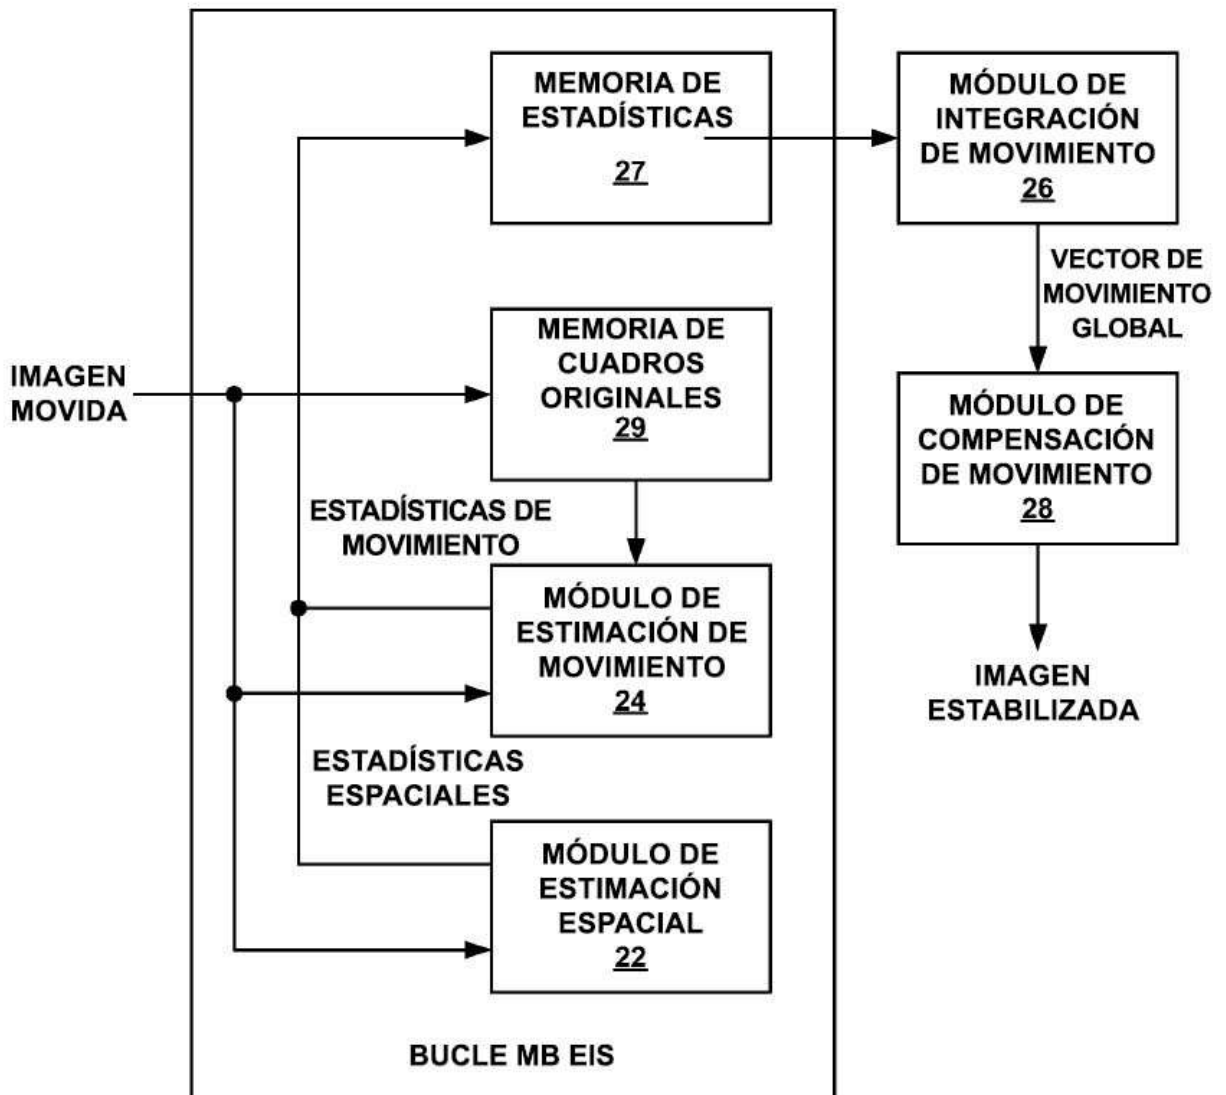 MEMORIA DE
ESTADÍSTICAS
27
MÓDULO DE
INTEGRACIÓN
DE MOVIMIENTO
26
VECTOR DE
MOVIMIENTO
GLOBAL
MEMORIA DE
CUADROS
ORIGINALES
29
IMAGEN
MOVIDA
MÓDULO DE
COMPENSACIÓN
DE MOVIMIENTO
28
ESTADÍSTICAS DE
MOVIMIENTO
MÓDULO DE
ESTIMACIÓN DE
MOVIMIENTO
24
IMAGEN
ESTABILIZADA
ESTADÍSTICAS
ESPACIALES
MÓDULO DE
ESTIMACIÓN
ESPACIAL
22
BUCLE MB EIS